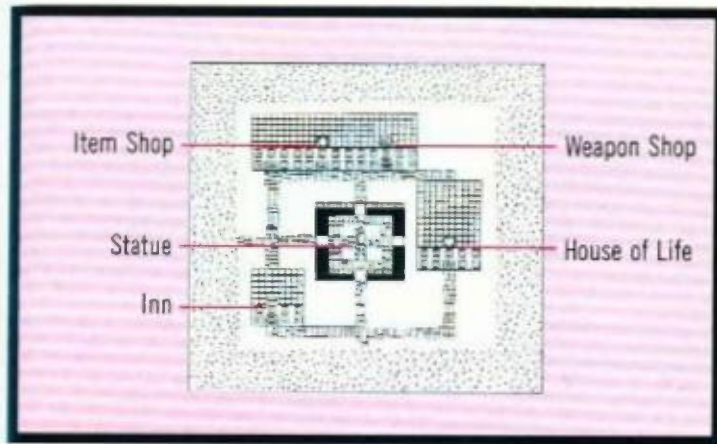 Item Shop
Weapon Shop
Statue
House of Life
Inn